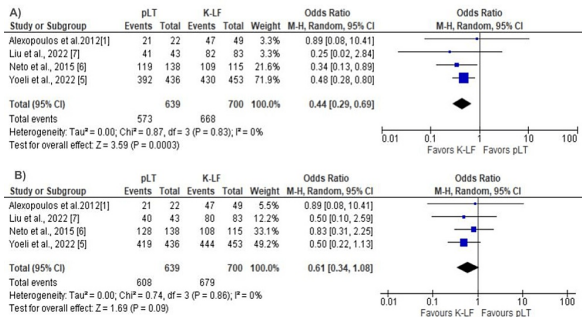 A)
pLT K-LF Odds Ratio Odds Ratio
Study or Subgroup Events Total Events Total Weight M-H, Random, 95% CI M-H, Random, 95% CI
Alexopoulos et al.2012[1] 21 22 47 49 3.3% 0.89 [0.08, 10.41]
Liu et al., 2022 [7] 41 43 82 83 3.4% 0.25 [0.02, 2.84]
Neto et al., 2015 [6] 119 138 109 115 21.4% 0.34 [0.13, 0.89]
Yoeli et al., 2022 [5] 392 436 430 453 71.9% 0.48 [0.28, 0.80]
Total (95% CI) 639 700 100.0% 0.44 [0.29, 0.69]
Total events 573 668
Heterogeneity: Tau² = 0.00; Chi² = 0.87, df = 3 (P = 0.83); I² = 0%
Test for overall effect: Z = 3.59 (P = 0.0003)
0.01 0.1 1 10 100
Favors K-LF Favors pLT
B)
pLT K-LF Odds Ratio Odds Ratio
Study or Subgroup Events Total Events Total Weight M-H, Random, 95% CI M-H, Random, 95% CI
Alexopoulos et al.2012[1] 21 22 47 49 5.5% 0.89 [0.08, 10.41]
Liu et al., 2022 [7] 40 43 80 83 12.2% 0.50 [0.10, 2.59]
Neto et al., 2015 [6] 128 138 108 115 33.1% 0.83 [0.31, 2.25]
Yoeli et al., 2022 [5] 419 436 444 453 49.2% 0.50 [0.22, 1.13]
Total (95% CI) 639 700 100.0% 0.61 [0.34, 1.08]
Total events 608 679
Heterogeneity: Tau² = 0.00; Chi² = 0.74, df = 3 (P = 0.86); I² = 0%
Test for overall effect: Z = 1.69 (P = 0.09)
0.01 0.1 1 10 100
Favours K-LF Favours pLT